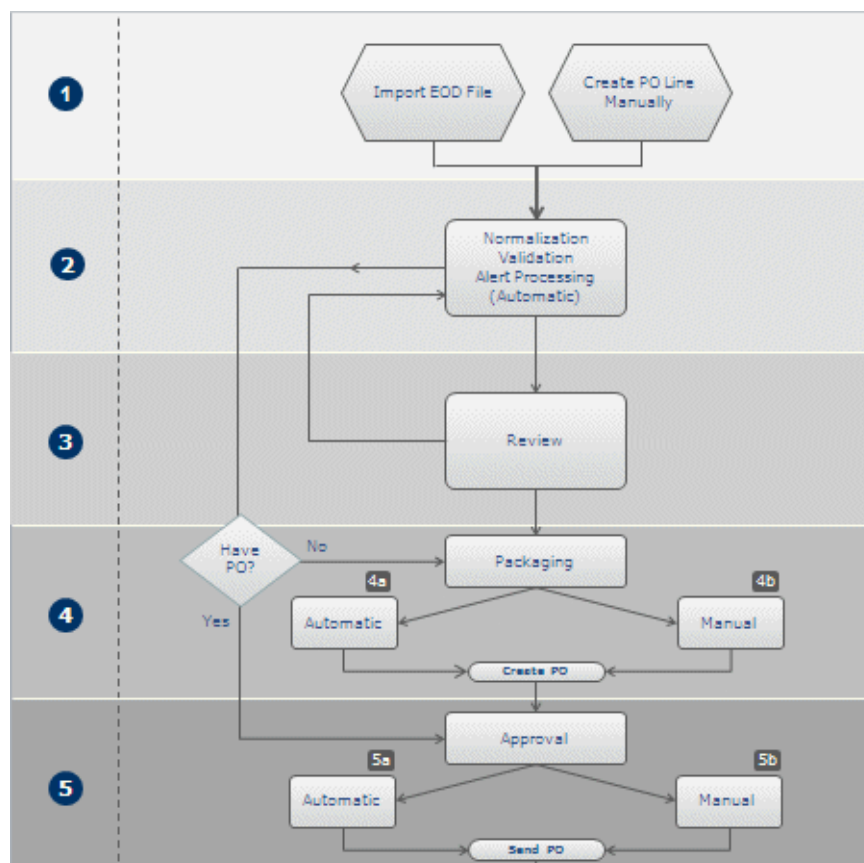 1
Import EOD File
Create PO Line
Manually
2
Normalization
Validation
Alert Processing
(Automatic)
3
Review
4
Have
PO?
No
Yes
Packaging
4a
4b
Automatic
Manual
Create PO
5
Approval
5a
5b
Automatic
Manual
Send PO